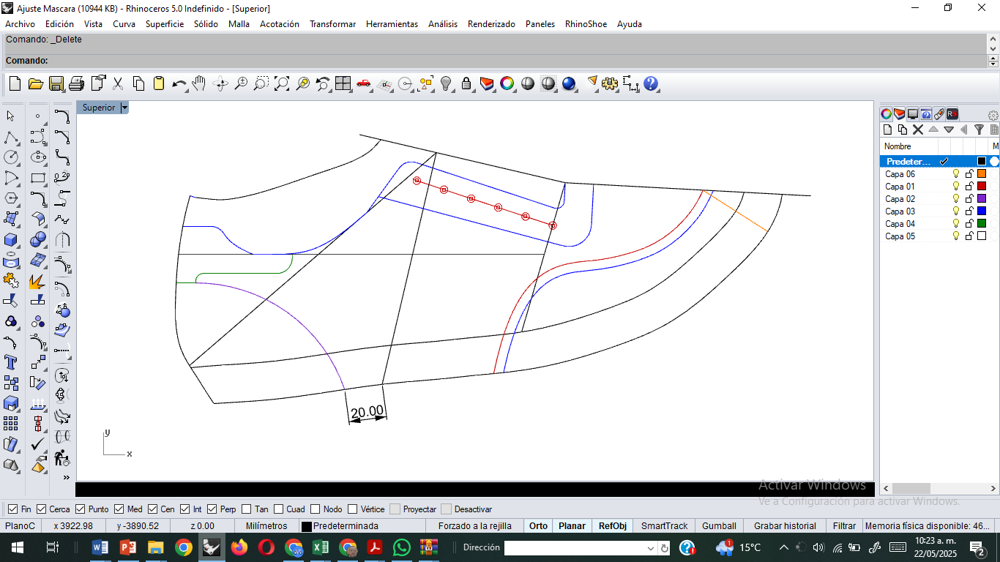 Ajuste Mascara (10944 KB) - Rhinoceros 5.0 Indefinido - [Superior]
Archivo Edición Vista Curva Superficie Sólido Malla Acotación Transformar Herramientas Análisis Renderizado Paneles RhinoShoe Ayuda
Comando: _Delete
Comando:
Superior
Nombre M
Predeter...
Capa 06
Capa 01
Capa 02
Capa 03
Capa 04
Capa 05
20.00
y
x
Activar Windows
Ve a Configuración para activar Windows.
Fin Cerca Punto Med Cen Int Perp Tan Cuad Nodo Vértice Proyectar Desactivar
PlanoC x 3922.98 y -3890.52 z 0.00 Milímetros Predeterminada Forzado a la rejilla Orto Planar RefObj SmartTrack Gumball Grabar historial Filtrar Memoria física disponible: 46...
Dirección 15°C 10:23 a. m.
22/05/2025 2